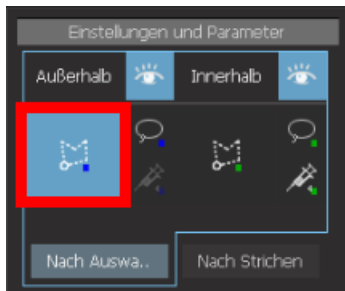 Einstellungen und Parameter
Außerhalb Innerhalb
Nach Auswa.. Nach Strichen